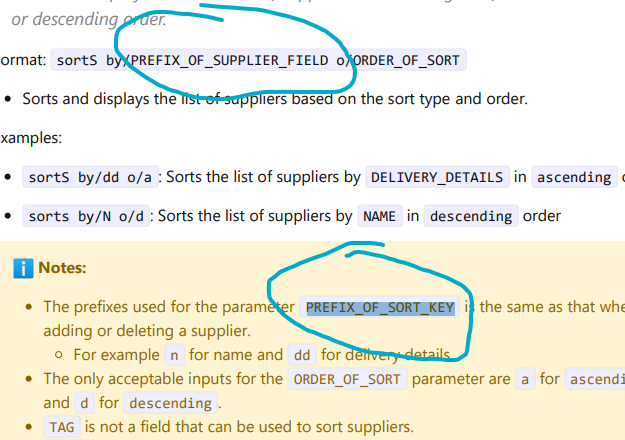 or descending order.
ormat: sortS by/PREFIX_OF_SUPPLIER_FIELD o/ORDER_OF_SORT
• Sorts and displays the list of suppliers based on the sort type and order.
xamples:
• sortS by/dd o/a: Sorts the list of suppliers by DELIVERY_DETAILS in ascending
• sorts by/N o/d: Sorts the list of suppliers by NAME in descending order
Notes:
• The prefixes used for the parameter PREFIX_OF_SORT_KEY is the same as that whe
adding or deleting a supplier.
○ For example n for name and dd for delivery details.
• The only acceptable inputs for the ORDER_OF_SORT parameter are a for ascendi
and d for descending.
• TAG is not a field that can be used to sort suppliers.